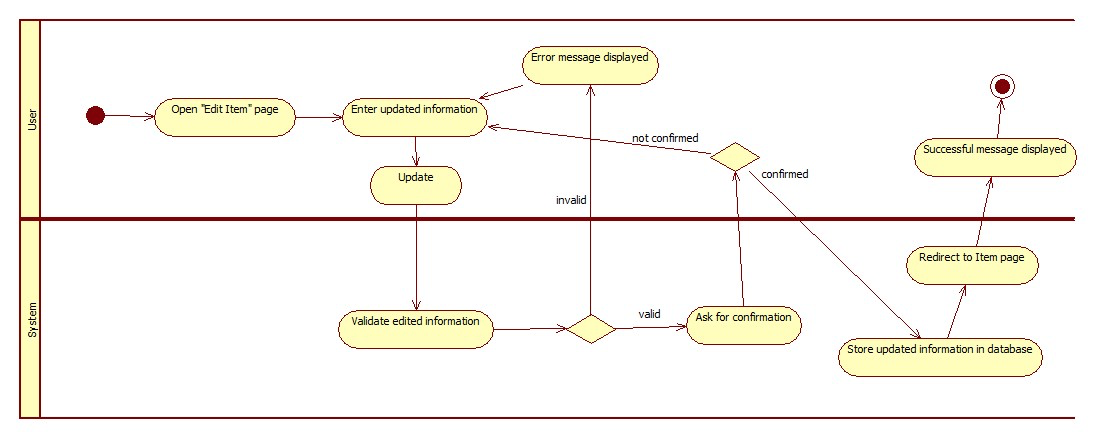 User
Error message displayed
Open "Edit Item" page
Enter updated information
not confirmed
Successful message displayed
Update
confirmed
invalid
System
Redirect to Item page
Validate edited information
valid
Ask for confirmation
Store updated information in database